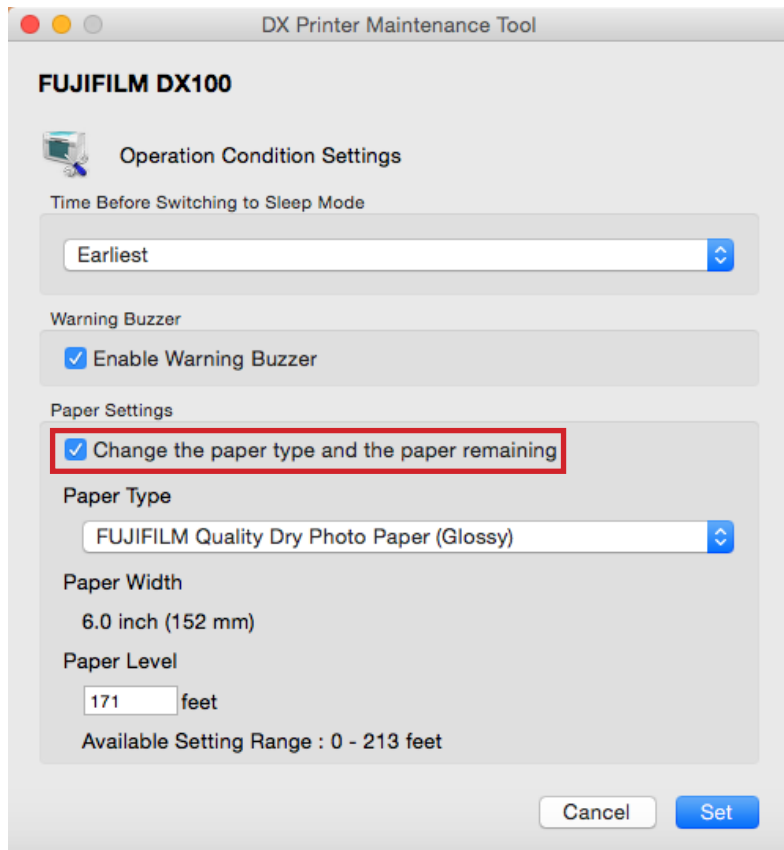 DX Printer Maintenance Tool
FUJIFILM DX100
Operation Condition Settings
Time Before Switching to Sleep Mode
Earliest
Warning Buzzer
Enable Warning Buzzer
Paper Settings
Change the paper type and the paper remaining
Paper Type
FUJIFILM Quality Dry Photo Paper (Glossy)
Paper Width
6.0 inch (152 mm)
Paper Level
171 feet
Available Setting Range : 0 - 213 feet
Cancel Set